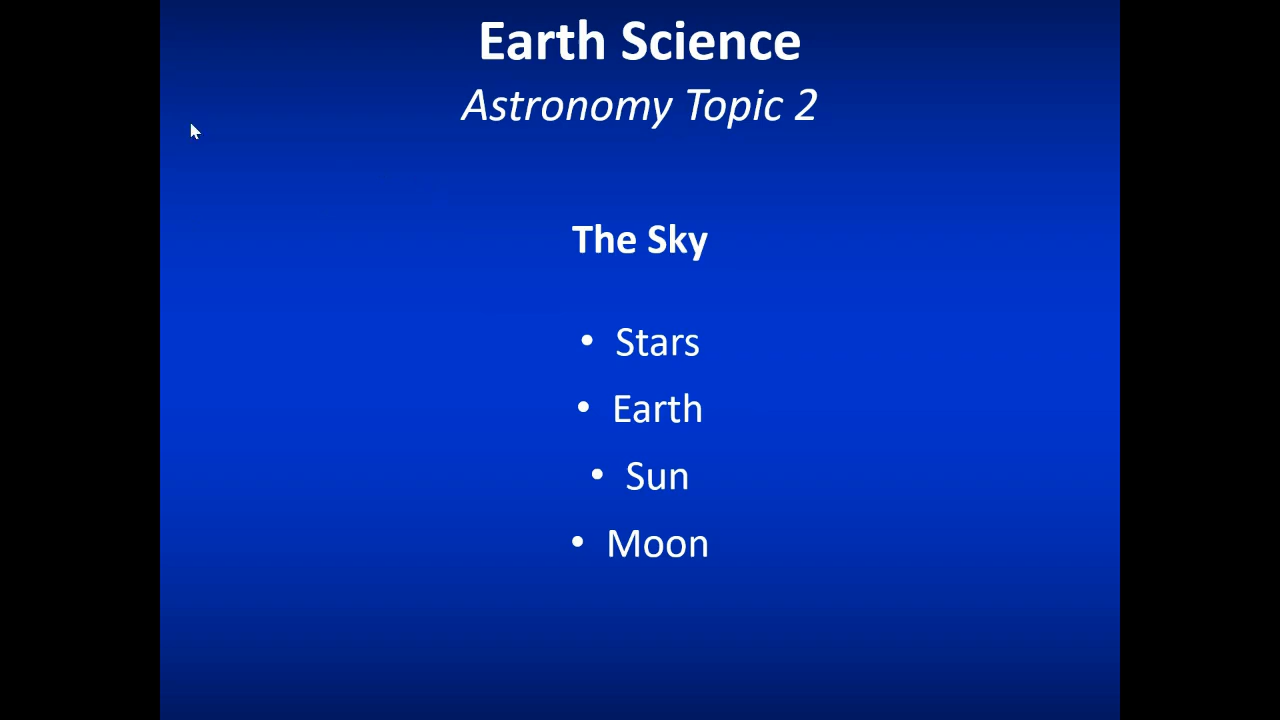 Earth Science
Astronomy Topic 2
The Sky
• Stars
• Earth
• Sun
• Moon